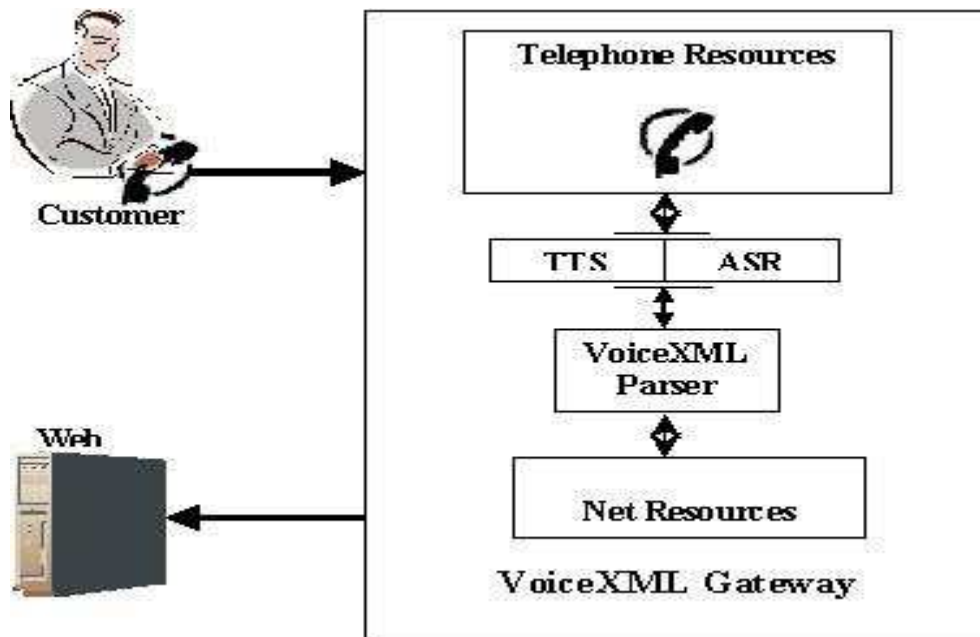 Telephone Resources
Customer
TTS
ASR
VoiceXML
Parser
Web
Net Resources
VoiceXML Gateway